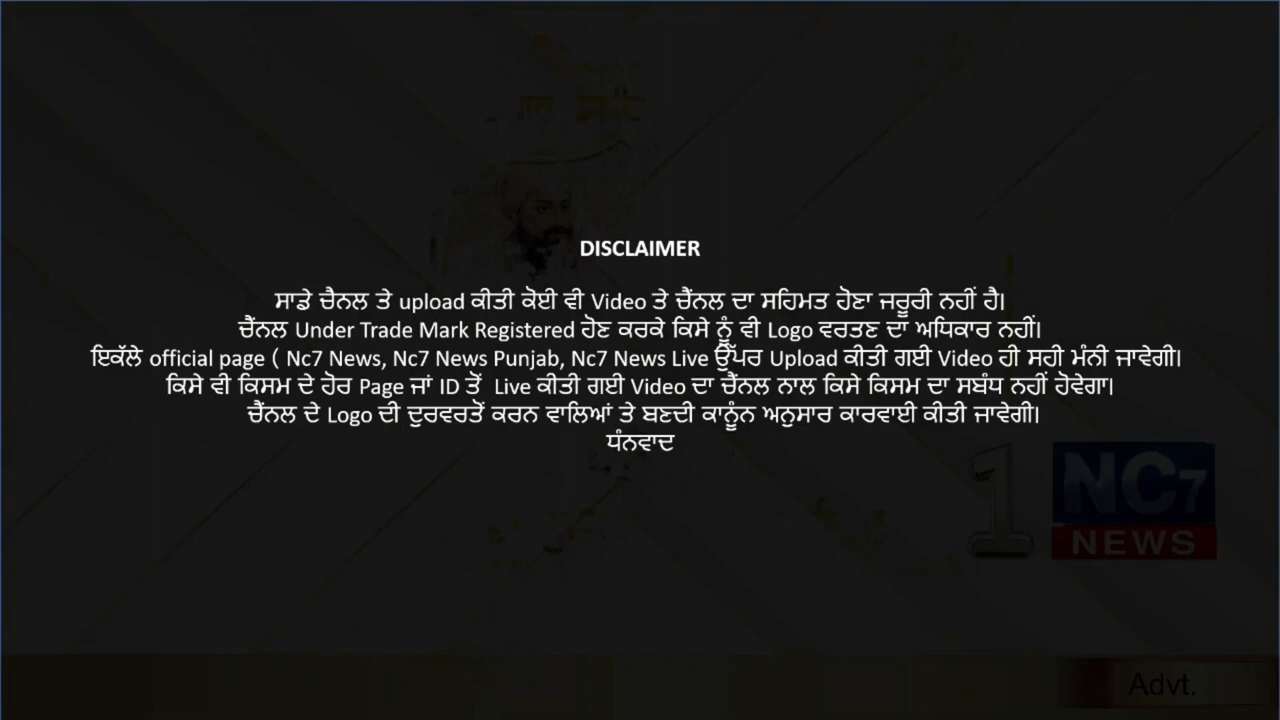 DISCLAIMER
ਸਾਡੇ ਚੈਨਲ ਤੇ upload ਕੀਤੀ ਕੋਈ ਵੀ Video ਤੇ ਚੈਂਨਲ ਦਾ ਸਹਿਮਤ ਹੋਣਾ ਜਰੂਰੀ ਨਹੀਂ ਹੈ।
ਚੈਂਨਲ Under Trade Mark Registered ਹੋਣ ਕਰਕੇ ਕਿਸੇ ਨੂੰ ਵੀ Logo ਵਰਤਣ ਦਾ ਅਧਿਕਾਰ ਨਹੀਂ।
ਇਕੱਲੇ official page ( Nc7 News, Nc7 News Punjab, Nc7 News Live ਉੱਪਰ Upload ਕੀਤੀ ਗਈ Video ਹੀ ਸਹੀ ਮੰਨੀ ਜਾਵੇਗੀ।
ਕਿਸੇ ਵੀ ਕਿਸਮ ਦੇ ਹੋਰ Page ਜਾਂ ID ਤੋਂ Live ਕੀਤੀ ਗਈ Video ਦਾ ਚੈਂਨਲ ਨਾਲ ਕਿਸੇ ਕਿਸਮ ਦਾ ਸਬੰਧ ਨਹੀਂ ਹੋਵੇਗਾ।
ਚੈਂਨਲ ਦੇ Logo ਦੀ ਦੁਰਵਰਤੋਂ ਕਰਨ ਵਾਲਿਆਂ ਤੇ ਬਣਦੀ ਕਾਨੂੰਨ ਅਨੁਸਾਰ ਕਾਰਵਾਈ ਕੀਤੀ ਜਾਵੇਗੀ।
ਧੰਨਵਾਦ
1 NC7
NEWS
Advt.